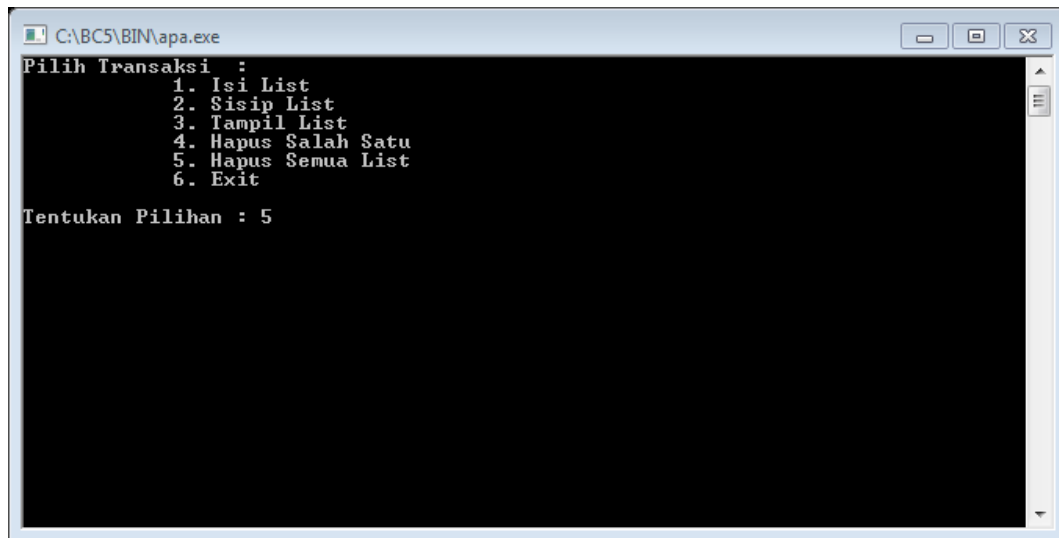 C:\BC5\BIN\apa.exe
Pilih Transaksi :
1. Isi List
2. Sisip List
3. Tampil List
4. Hapus Salah Satu
5. Hapus Semua List
6. Exit
Tentukan Pilihan : 5